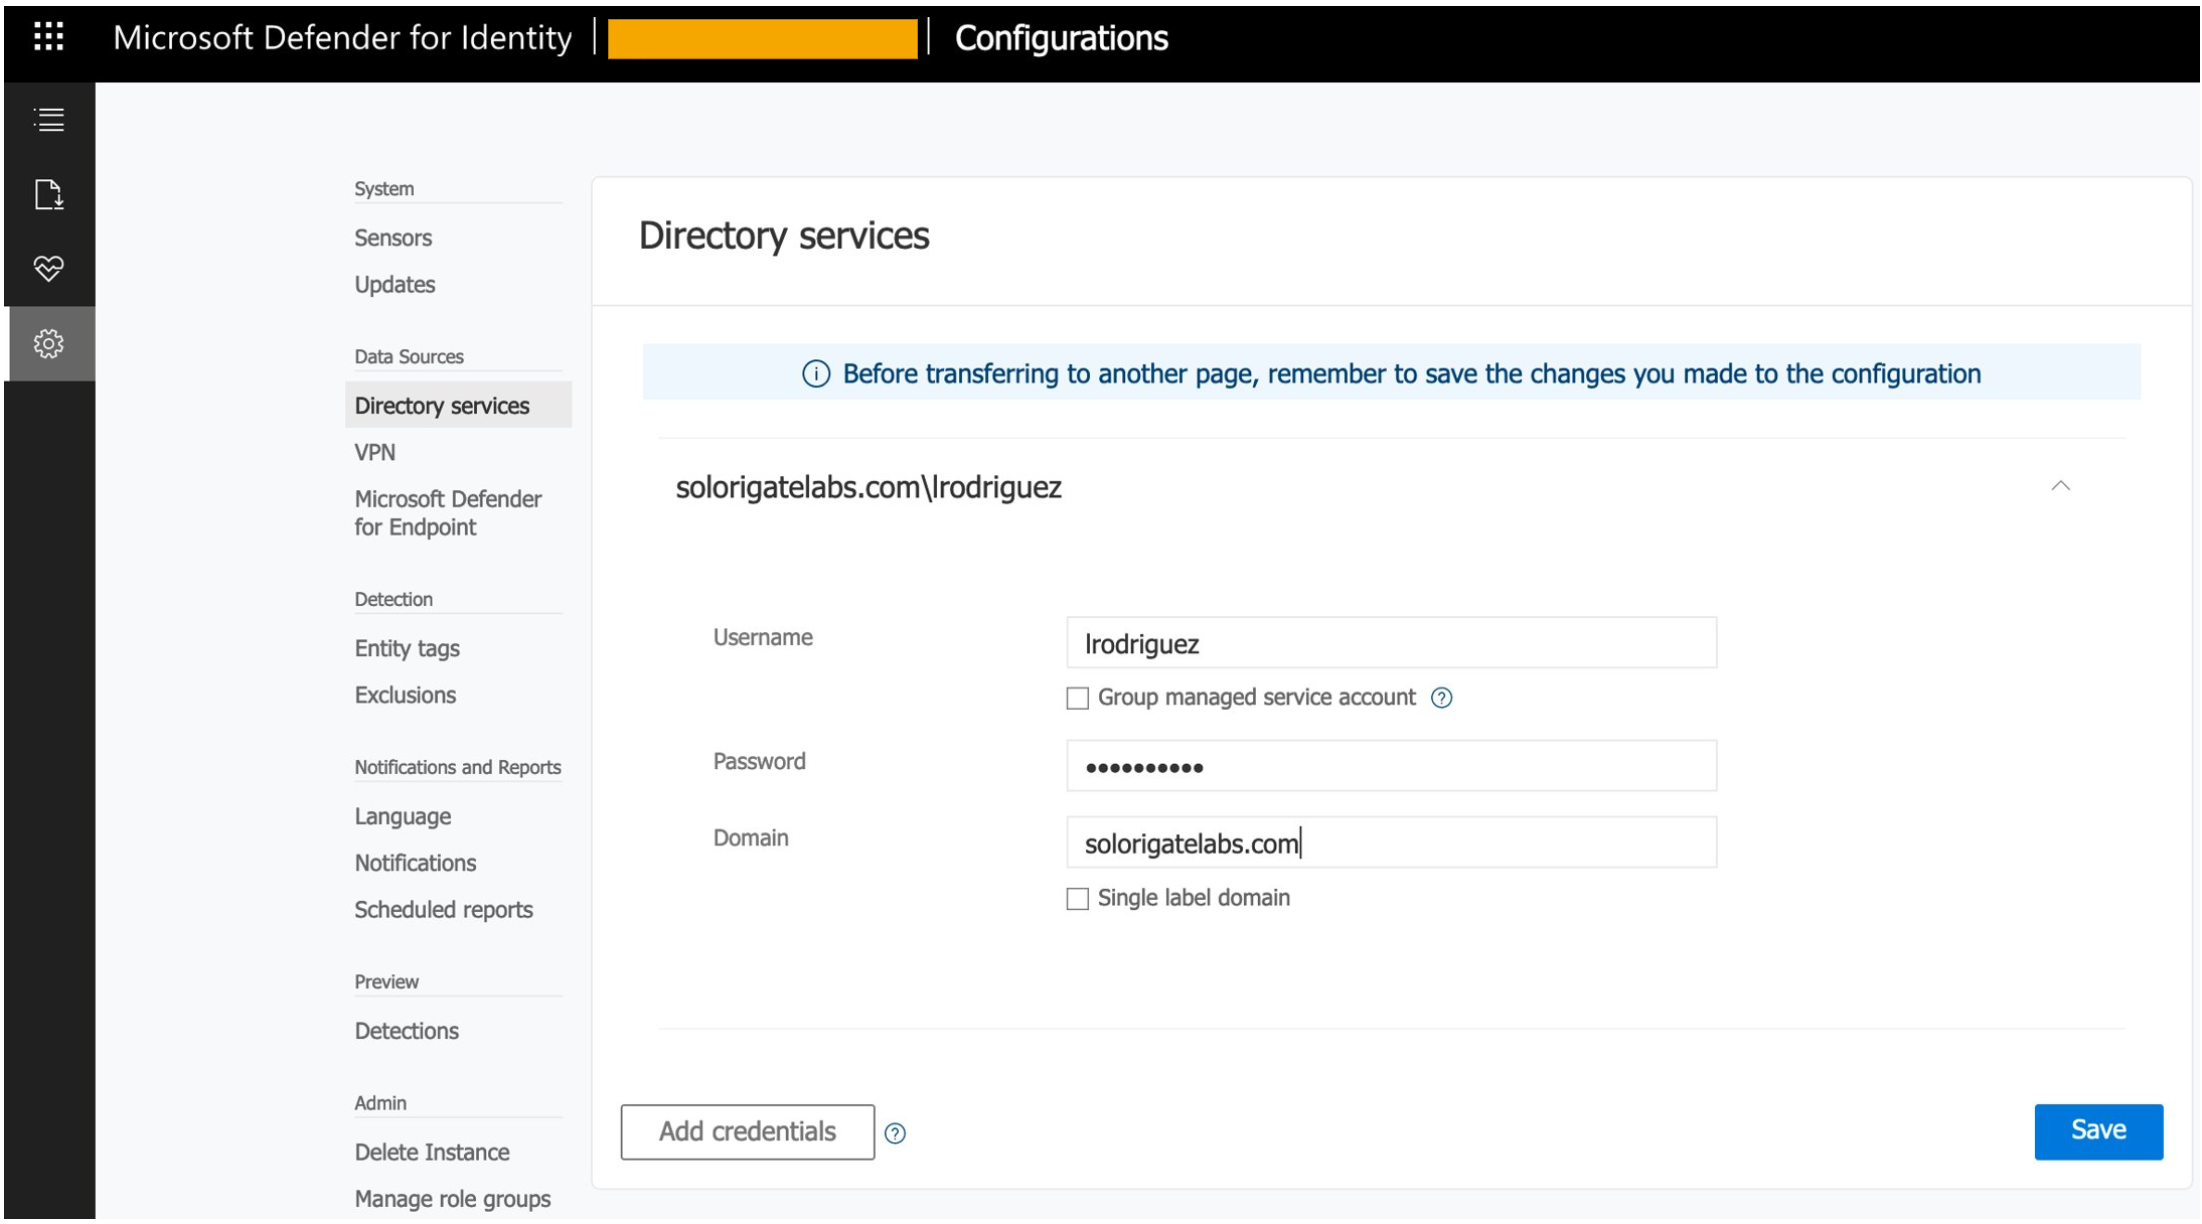 Microsoft Defender for Identity
Configurations
System
Sensors
Updates
Data Sources
Directory services
VPN
Microsoft Defender
for Endpoint
Detection
Entity tags
Exclusions
Notifications and Reports
Language
Notifications
Scheduled reports
Preview
Detections
Admin
Delete Instance
Manage role groups
Directory services
Before transferring to another page, remember to save the changes you made to the configuration
solorigatelabs.com\lrodriguez
Username
lrodriguez
Group managed service account
Password
Domain
solorigatelabs.com
Single label domain
Add credentials
Save